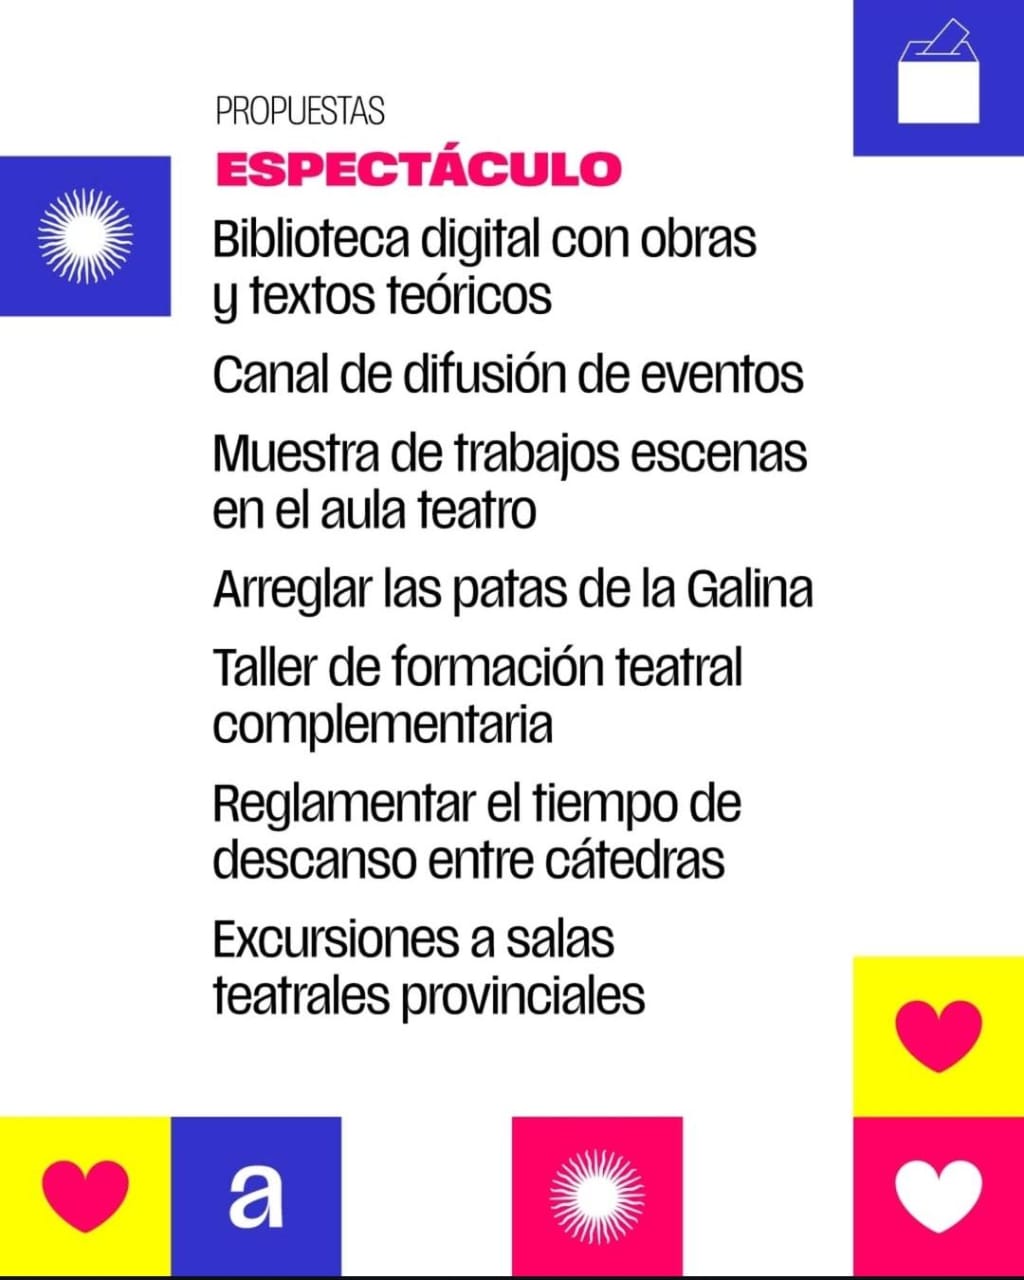 PROPUESTAS
ESPECTÁCULO
Biblioteca digital con obras
y textos teóricos
Canal de difusión de eventos
Muestra de trabajos escenas
en el aula teatro
Arreglar las patas de la Galina
Taller de formación teatral
complementaria
Reglamentar el tiempo de
descanso entre cátedras
Excursiones a salas
teatrales provinciales
a